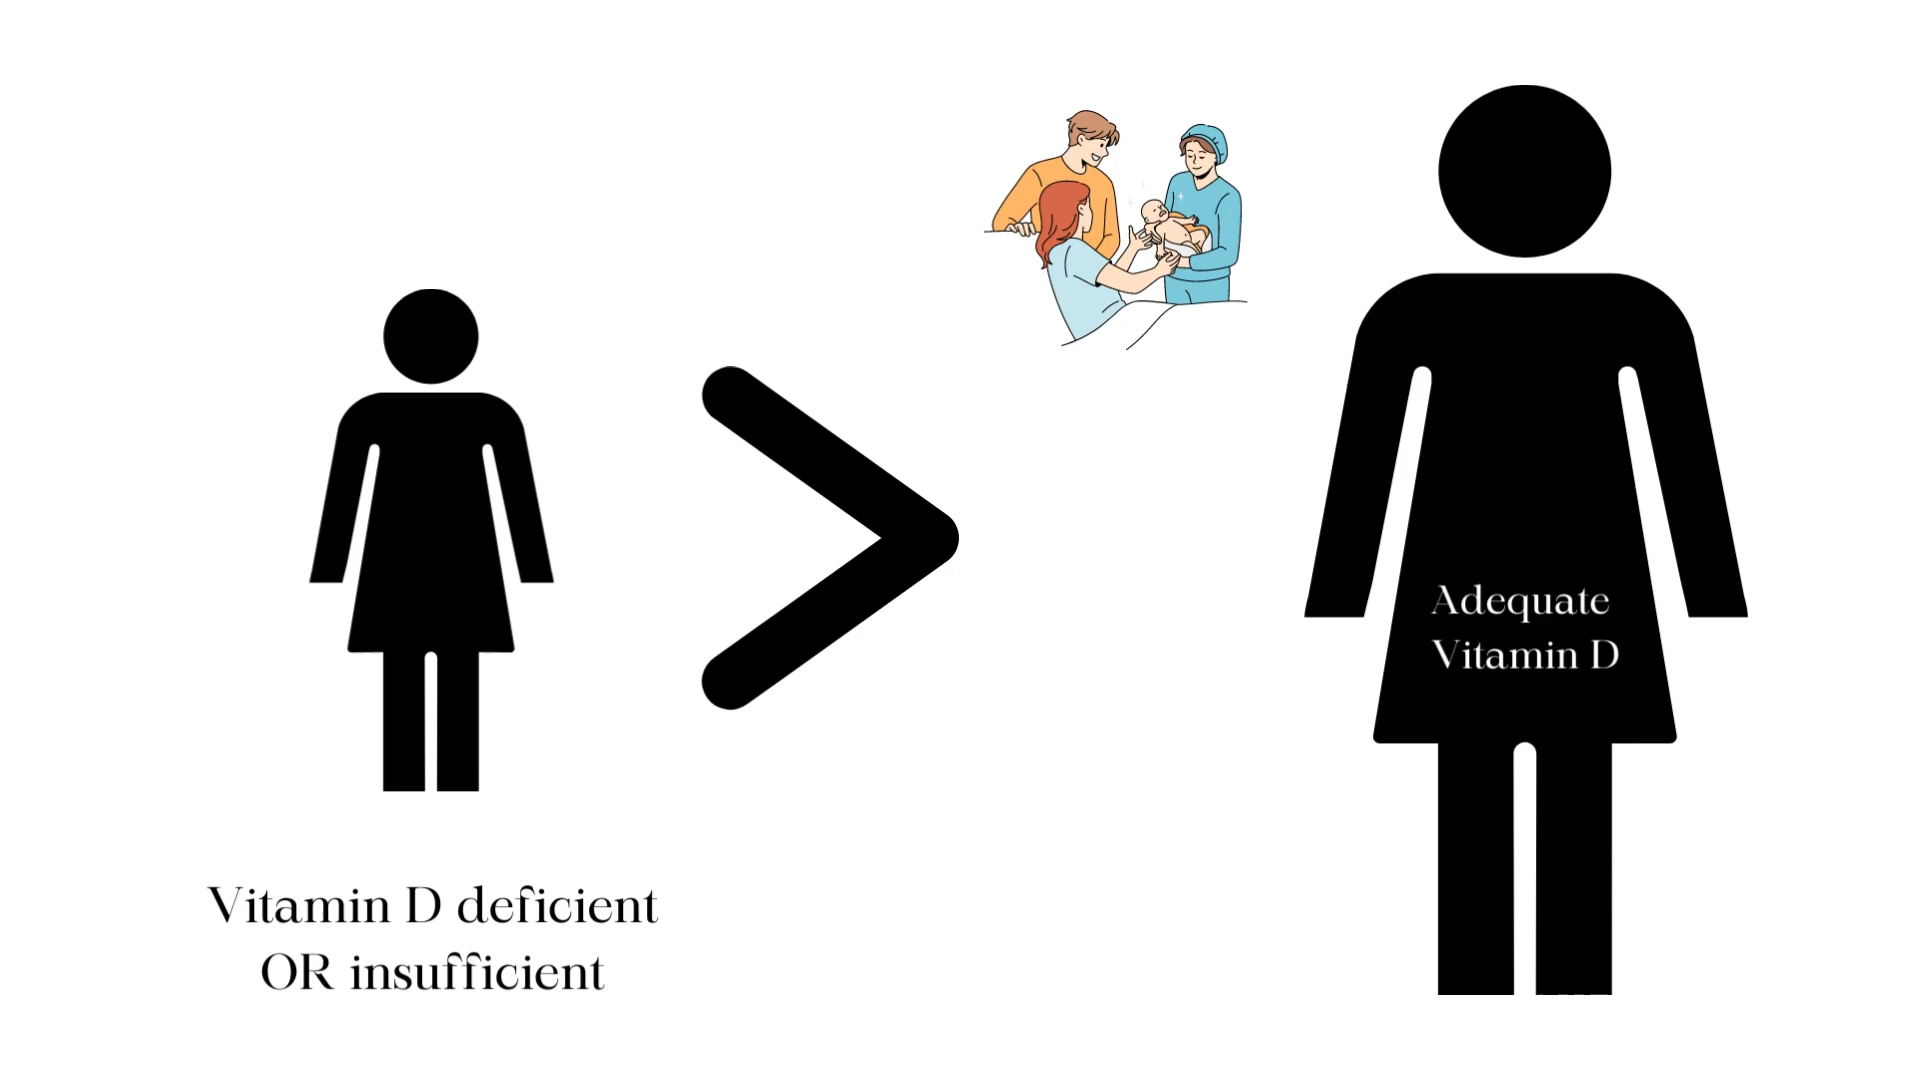 Vitamin D deficient
OR insufficient
Adequate
Vitamin D